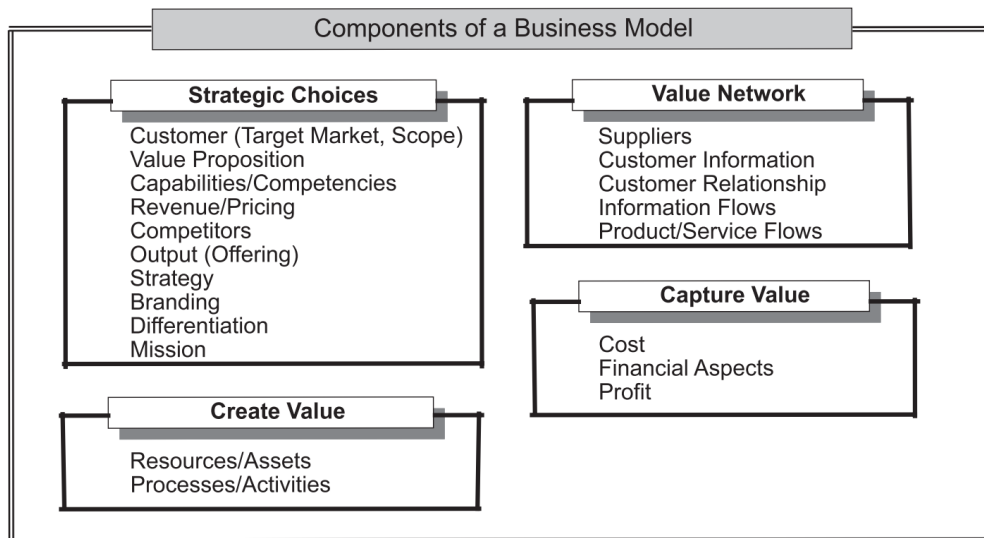 Components of a Business Model
Strategic Choices
Customer (Target Market, Scope)
Value Proposition
Capabilities/Competencies
Revenue/Pricing
Competitors
Output (Offering)
Strategy
Branding
Differentiation
Mission
Create Value
Resources/Assets
Processes/Activities
Value Network
Suppliers
Customer Information
Customer Relationship
Information Flows
Product/Service Flows
Capture Value
Cost
Financial Aspects
Profit